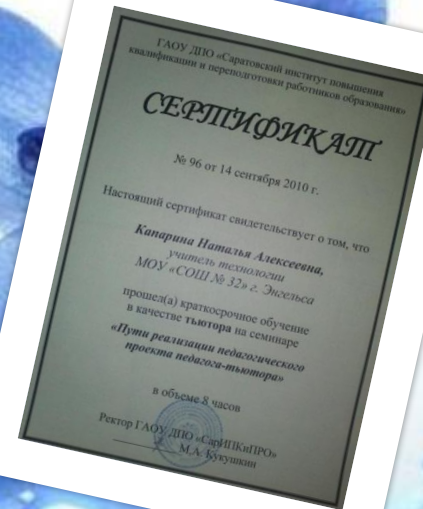 ГАОУ ДПО «Саратовский институт повышения
квалификации и переподготовки работников образования»
СЕРТИФИКАТ
№ 96 от 14 сентября 2010 г.
Настоящий сертификат свидетельствует о том, что
Капарина Наталья Алексеевна,
учитель технологии
МОУ «СОШ № 32» г. Энгельса
прошел(а) краткосрочное обучение
в качестве тьютора на семинаре
«Пути реализации педагогического
проекта педагога-тьютора»
в объеме 8 часов
Ректор ГАОУ ДПО «СарИПКиПРО»
М.А. Кукушкин